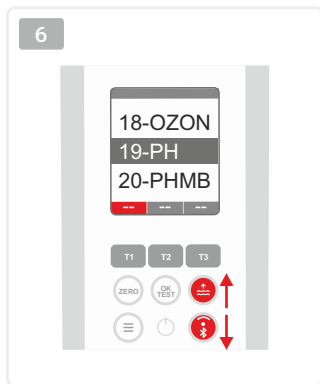 6
18-OZON
19-PH
20-PHMB
-- -- --
T1 T2 T3
ZERO OK TEST